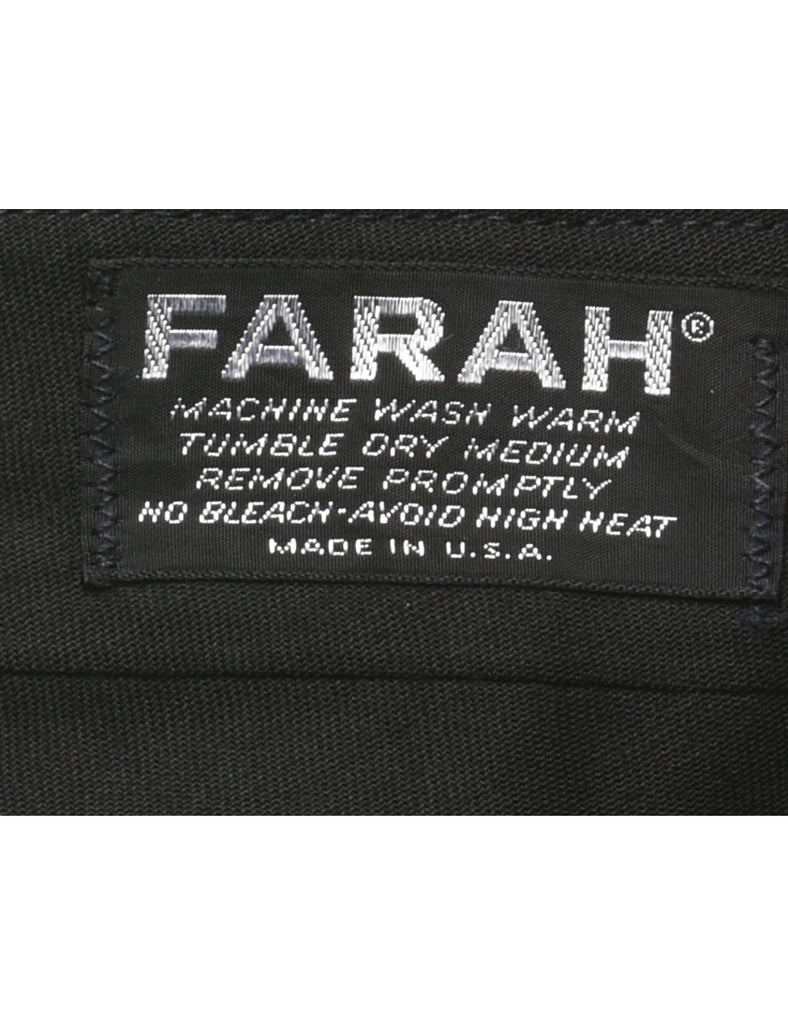 FARAH®
MACHINE WASH WARM
TUMBLE DRY MEDIUM
REMOVE PROMPTLY
NO BLEACH-AVOID HIGH HEAT
MADE IN U.S.A.